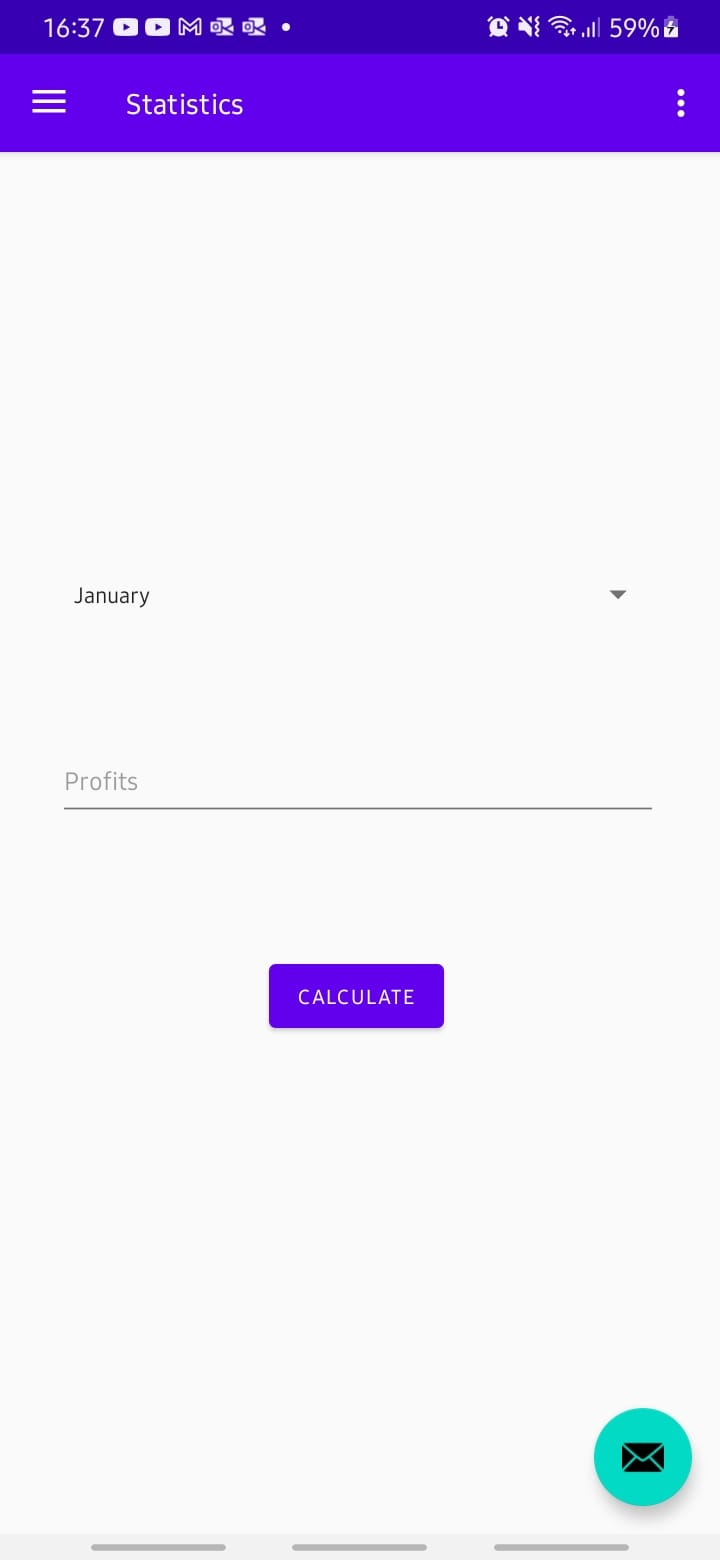 16:37 59%
Statistics
January
Profits
CALCULATE